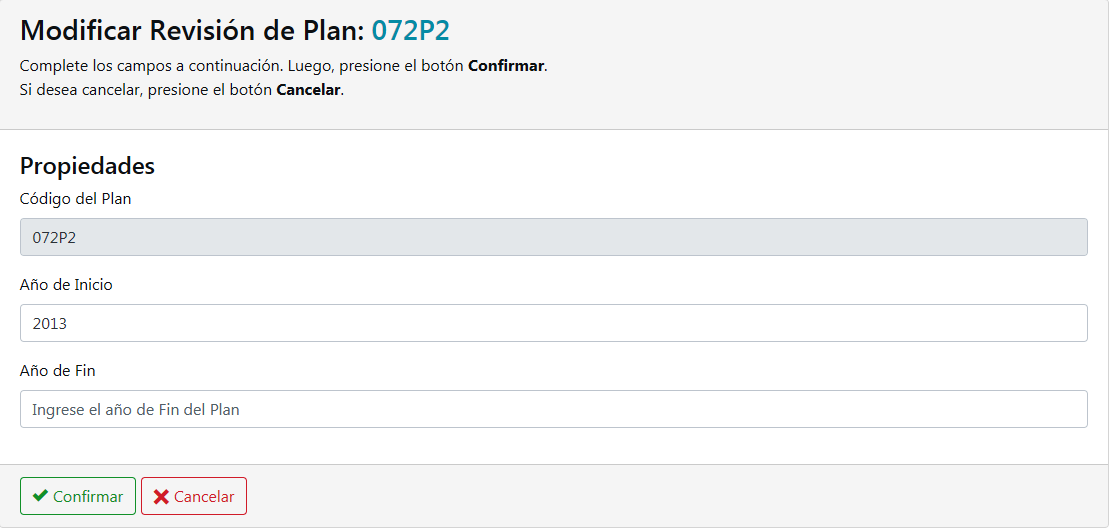 Modificar Revisión de Plan: 072P2
Complete los campos a continuación. Luego, presione el botón Confirmar.
Si desea cancelar, presione el botón Cancelar.
Propiedades
Código del Plan
072P2
Año de Inicio
2013
Año de Fin
Ingrese el año de Fin del Plan
Confirmar Cancelar